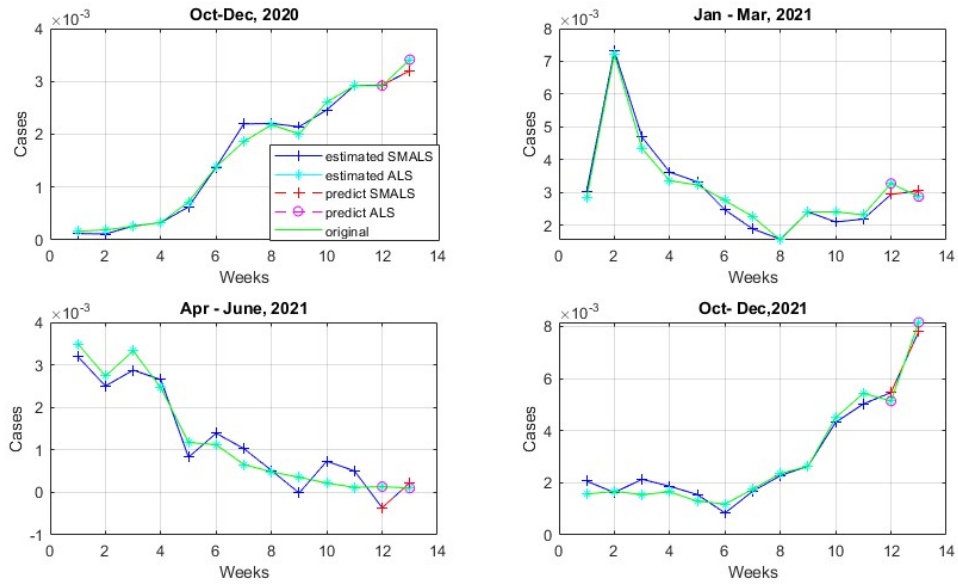 Oct-Dec, 2020
×10-3
4
3
2
1
0
Cases
0 2 4 6 8 10 12 14
Weeks
estimated SMALS
estimated ALS
predict SMALS
predict ALS
original
Jan - Mar, 2021
×10-3
8
7
6
5
4
3
2
Cases
0 2 4 6 8 10 12 14
Weeks
Apr - June, 2021
×10-3
4
3
2
1
0
-1
Cases
0 2 4 6 8 10 12 14
Weeks
Oct- Dec,2021
×10-3
8
6
4
2
0
Cases
0 2 4 6 8 10 12 14
Weeks